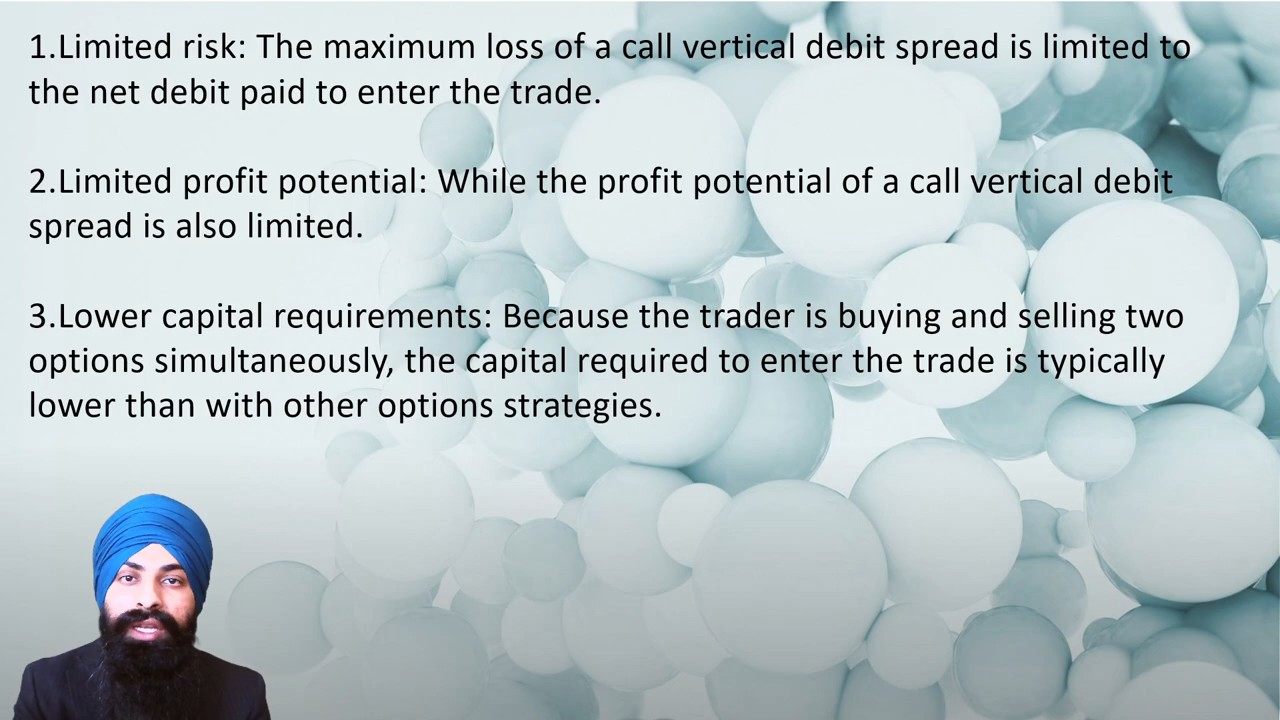 1.Limited risk: The maximum loss of a call vertical debit spread is limited to
the net debit paid to enter the trade.
2.Limited profit potential: While the profit potential of a call vertical debit
spread is also limited.
3.Lower capital requirements: Because the trader is buying and selling two
options simultaneously, the capital required to enter the trade is typically
lower than with other options strategies.